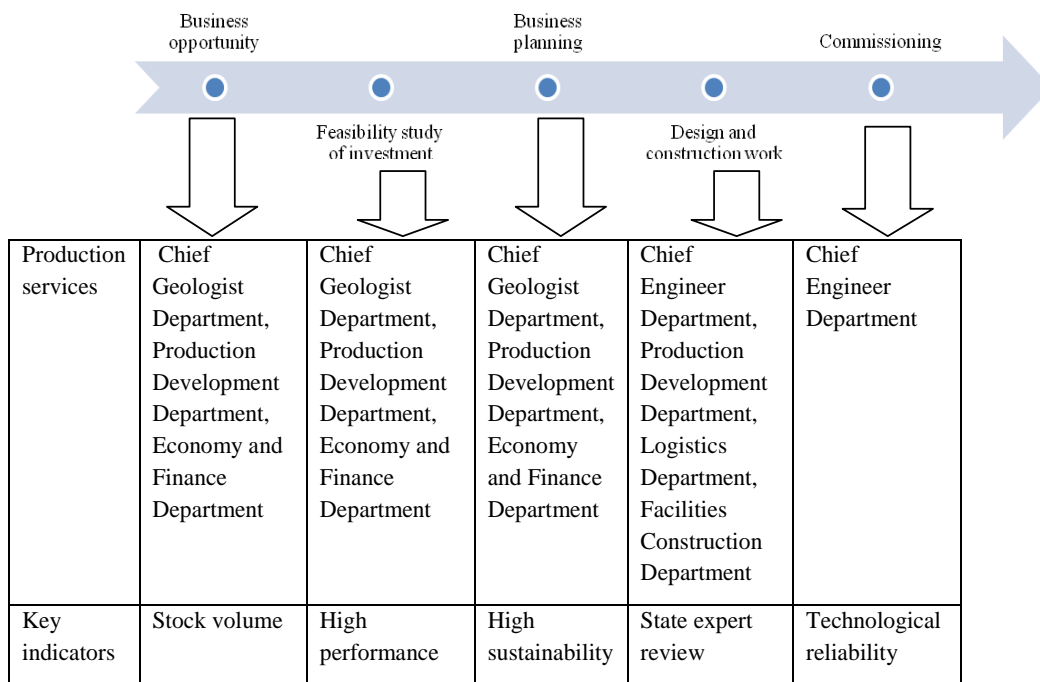 Business
opportunity
Business
planning
Commissioning
Feasibility study
of investment
Design and
construction work
Production
services
Chief
Geologist
Department,
Production
Development
Department,
Economy and
Finance
Department
Chief
Geologist
Department,
Production
Development
Department,
Economy and
Finance
Department
Chief
Geologist
Department,
Production
Development
Department,
Economy
and Finance
Department
Chief
Engineer
Department,
Production
Development
Department,
Logistics
Department,
Facilities
Construction
Department
Chief
Engineer
Department
Key
indicators
Stock volume
High
performance
High
sustainability
State expert
review
Technological
reliability